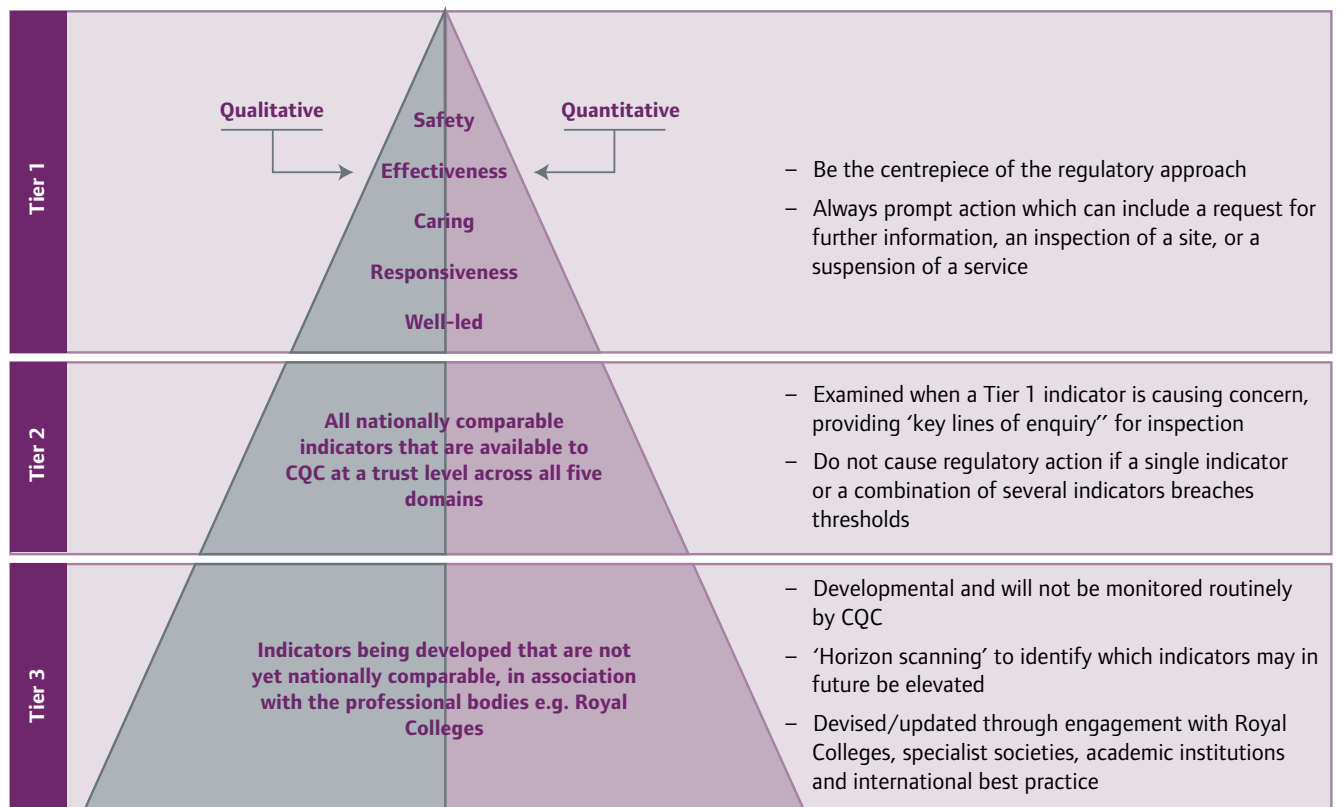 Tier 1
Qualitative
Quantitative
Safety
Effectiveness
Caring
Responsiveness
Well-led
– Be the centrepiece of the regulatory approach
– Always prompt action which can include a request for
further information, an inspection of a site, or a
suspension of a service
Tier 2
All nationally comparable
indicators that are available to
CQC at a trust level across all five
domains
– Examined when a Tier 1 indicator is causing concern,
providing ‘key lines of enquiry’’ for inspection
– Do not cause regulatory action if a single indicator
or a combination of several indicators breaches
thresholds
Tier 3
Indicators being developed that are not
yet nationally comparable, in association
with the professional bodies e.g. Royal
Colleges
– Developmental and will not be monitored routinely
by CQC
– ‘Horizon scanning’ to identify which indicators may in
future be elevated
– Devised/updated through engagement with Royal
Colleges, specialist societies, academic institutions
and international best practice